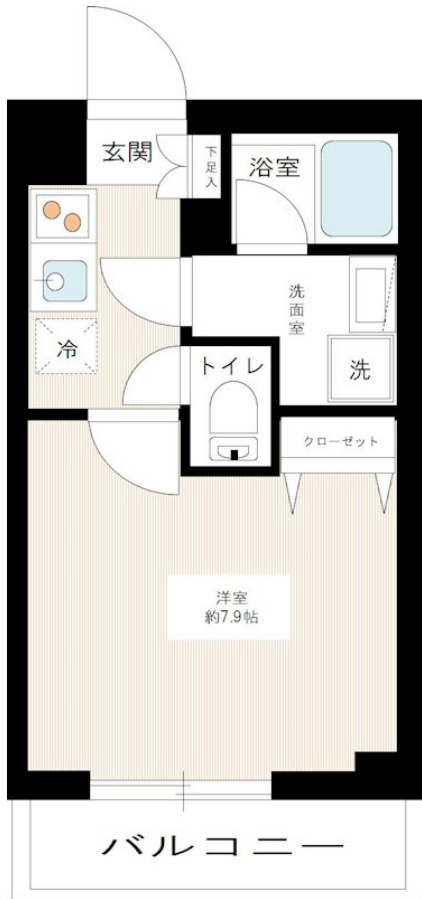 玄関
下足入
浴室
洗面室
冷
トイレ
洗
クローゼット
洋室
約7.9帖
バルコニー